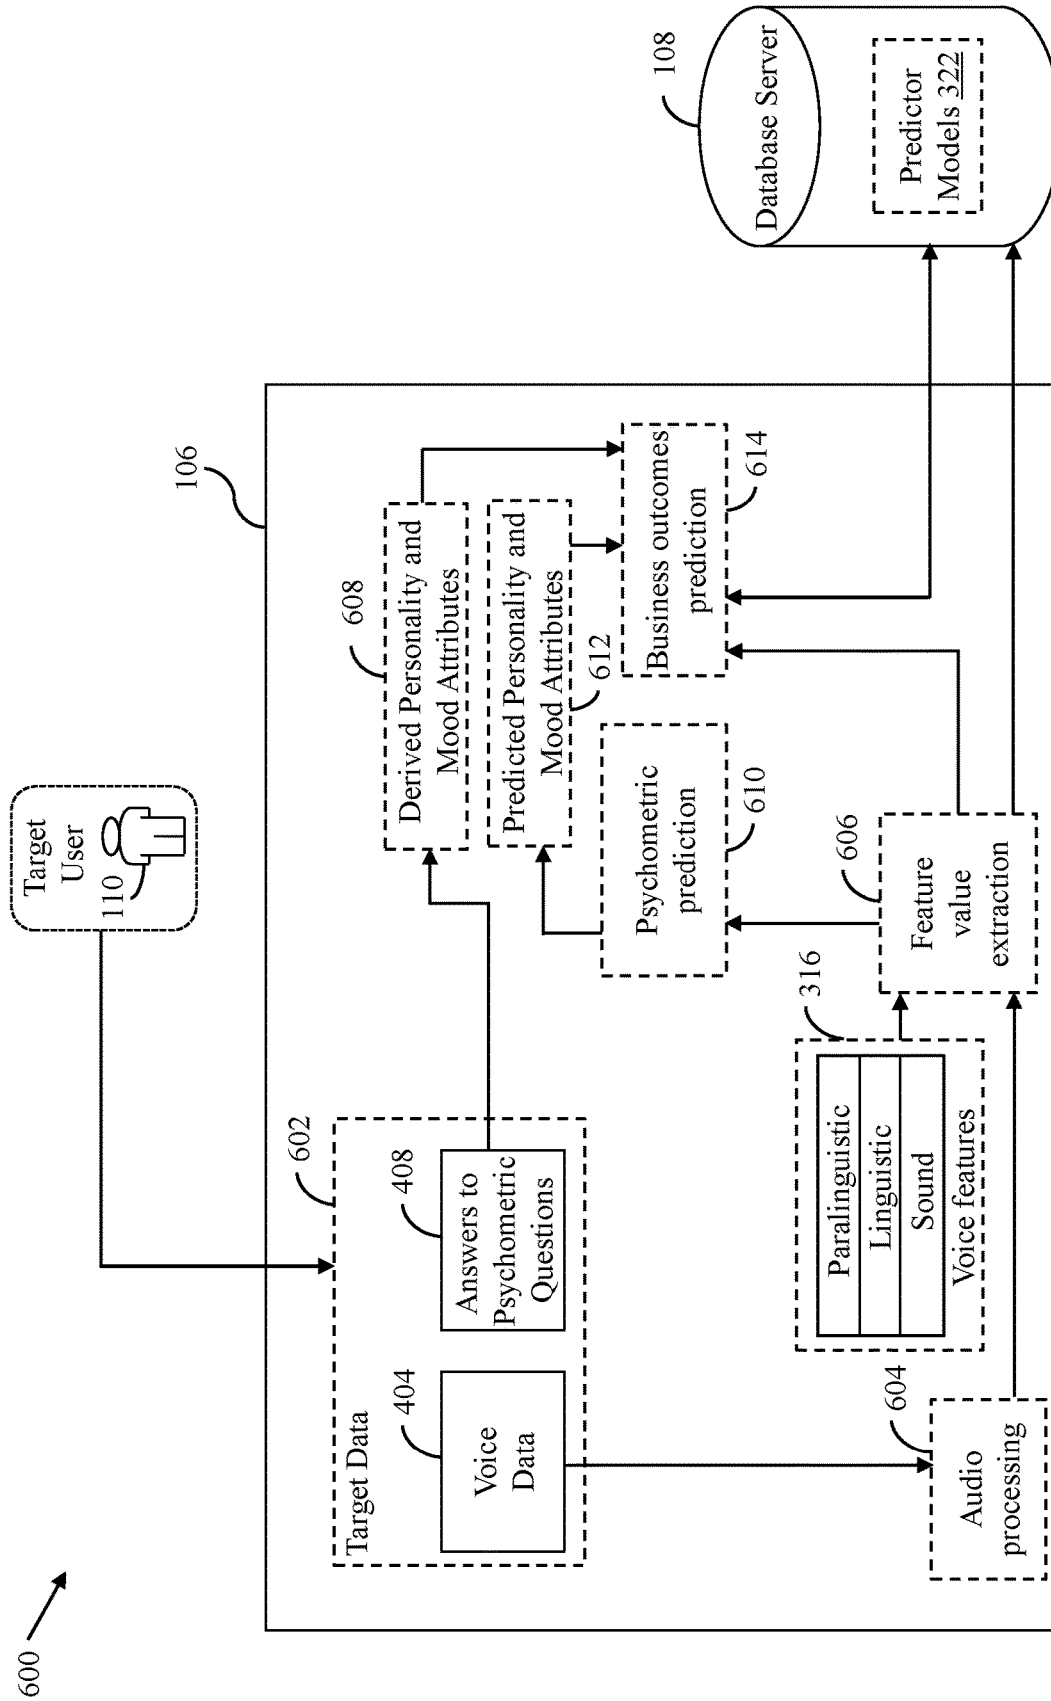 600
Target
User
110
106
602
Target Data
404
Voice
Data
408
Answers to
Psychometric
Questions
608
Derived Personality and
Mood Attributes
Predicted Personality and
Mood Attributes
612
Psychometric
prediction
610
Business outcomes
prediction
614
316
Paralinguistic
Linguistic
Sound
Voice features
604
Audio
processing
606
Feature
value
extraction
108
Database Server
Predictor
Models 322